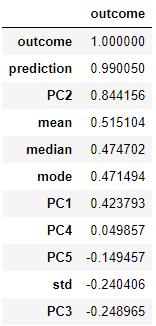 outcome
outcome 1.000000
prediction 0.990050
PC2 0.844156
mean 0.515104
median 0.474702
mode 0.471494
PC1 0.423793
PC4 0.049857
PC5 -0.149457
std -0.240406
PC3 -0.248965